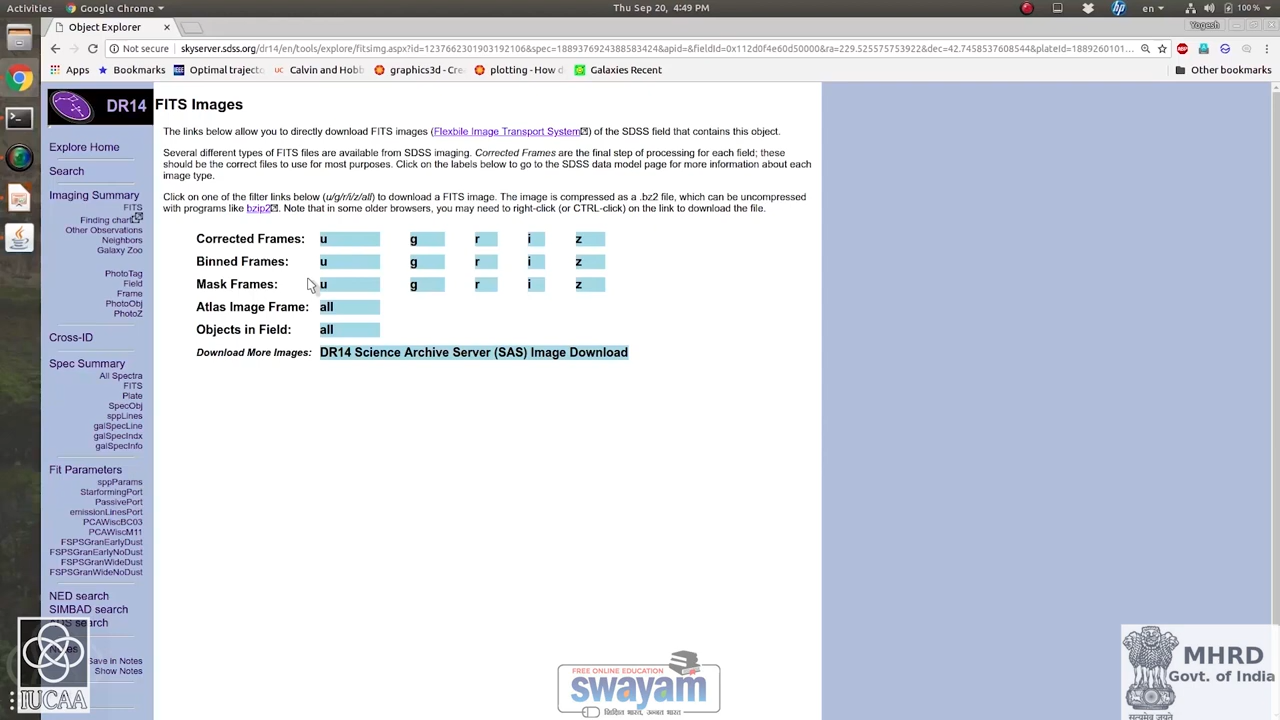 Activities
Google Chrome
Thu Sep 20, 4:49 PM
en
100 %
Object Explorer
Yogesh
Not secure
skyserver.sdss.org/dr14/en/tools/explore/fitsimg.aspx?id=1237662301903192106&spec=1889376924388583424&apid=&fieldId=0x112d0f4e60d50000&ra=229.525575753922&dec=42.7458537608544&plateId=1889260101...
Apps
Bookmarks
Optimal traject
Calvin and Hobb
graphics3d - Cre
plotting - How d
Galaxies Recent
Other bookmarks
DR14
FITS Images
The links below allow you to directly download FITS images (Flexbile Image Transport System) of the SDSS field that contains this object.
Several different types of FITS files are available from SDSS imaging. Corrected Frames are the final step of processing for each field; these
should be the correct files to use for most purposes. Click on the labels below to go to the SDSS data model page for more information about each
image type.
Click on one of the filter links below (u/g/r/i/z/all) to download a FITS image. The image is compressed as a .bz2 file, which can be uncompressed
with programs like bzip2. Note that in some older browsers, you may need to right-click (or CTRL-click) on the link to download the file.
Corrected Frames: u g r i z
Binned Frames: u g r i z
Mask Frames: u g r i z
Atlas Image Frame: all
Objects in Field: all
Download More Images: DR14 Science Archive Server (SAS) Image Download
Explore Home
Search
Imaging Summary
FITS
Finding chart
Other Observations
Neighbors
Galaxy Zoo
PhotoTag
Field
Frame
PhotoObj
PhotoZ
Cross-ID
Spec Summary
All Spectra
FITS
Plate
SpecObj
sppLines
galSpecLine
galSpecIndx
galSpecInfo
Fit Parameters
sppParams
StarformingPort
PassivePort
emissionLinesPort
PCAWiscBC03
PCAWiscM11
FSPSGranEarlyDust
FSPSGranEarlyNoDust
FSPSGranWideDust
FSPSGranWideNoDust
NED search
SIMBAD search
search
Notes
Save in Notes
Show Notes
IUCAA
FREE ONLINE EDUCATION
swayam
शिक्षित भारत, उन्नत भारत
MHRD
Govt. of India
सत्यमेव जयते